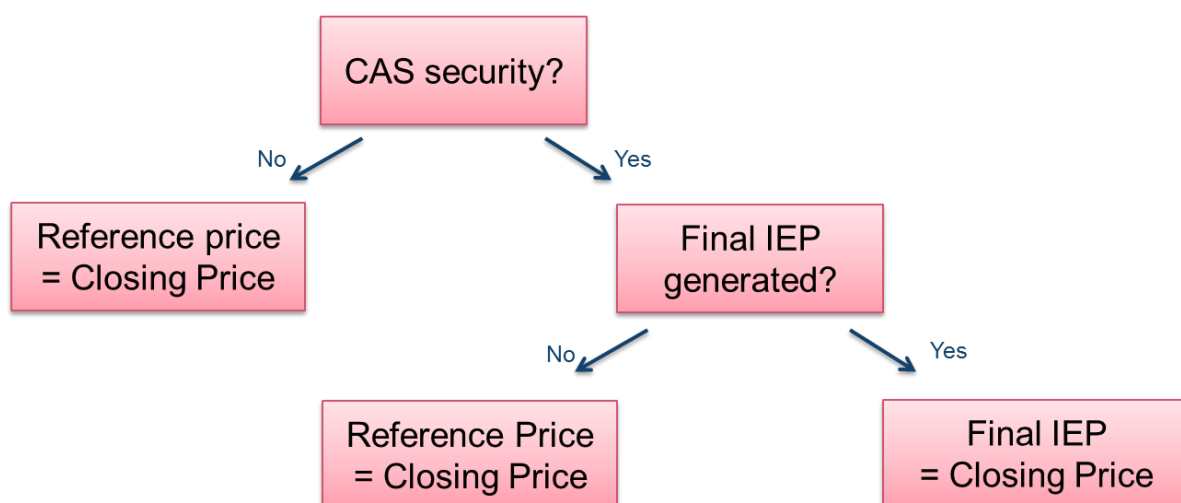 CAS security?
No
Yes
Reference price
= Closing Price
Final IEP
generated?
No
Yes
Reference Price
= Closing Price
Final IEP
= Closing Price